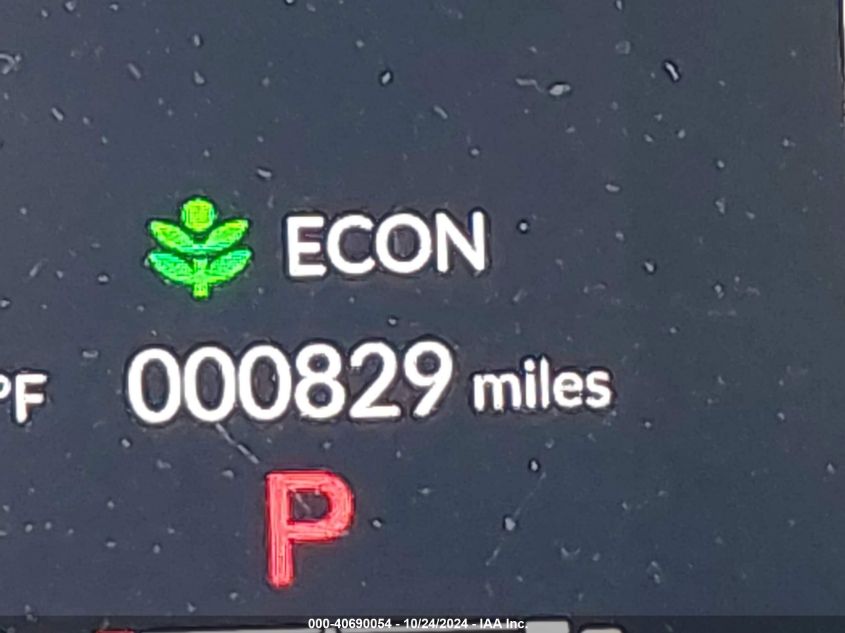 ECON
°F 000829 miles
P
000-40690054 - 10/24/2024 - IAA Inc.